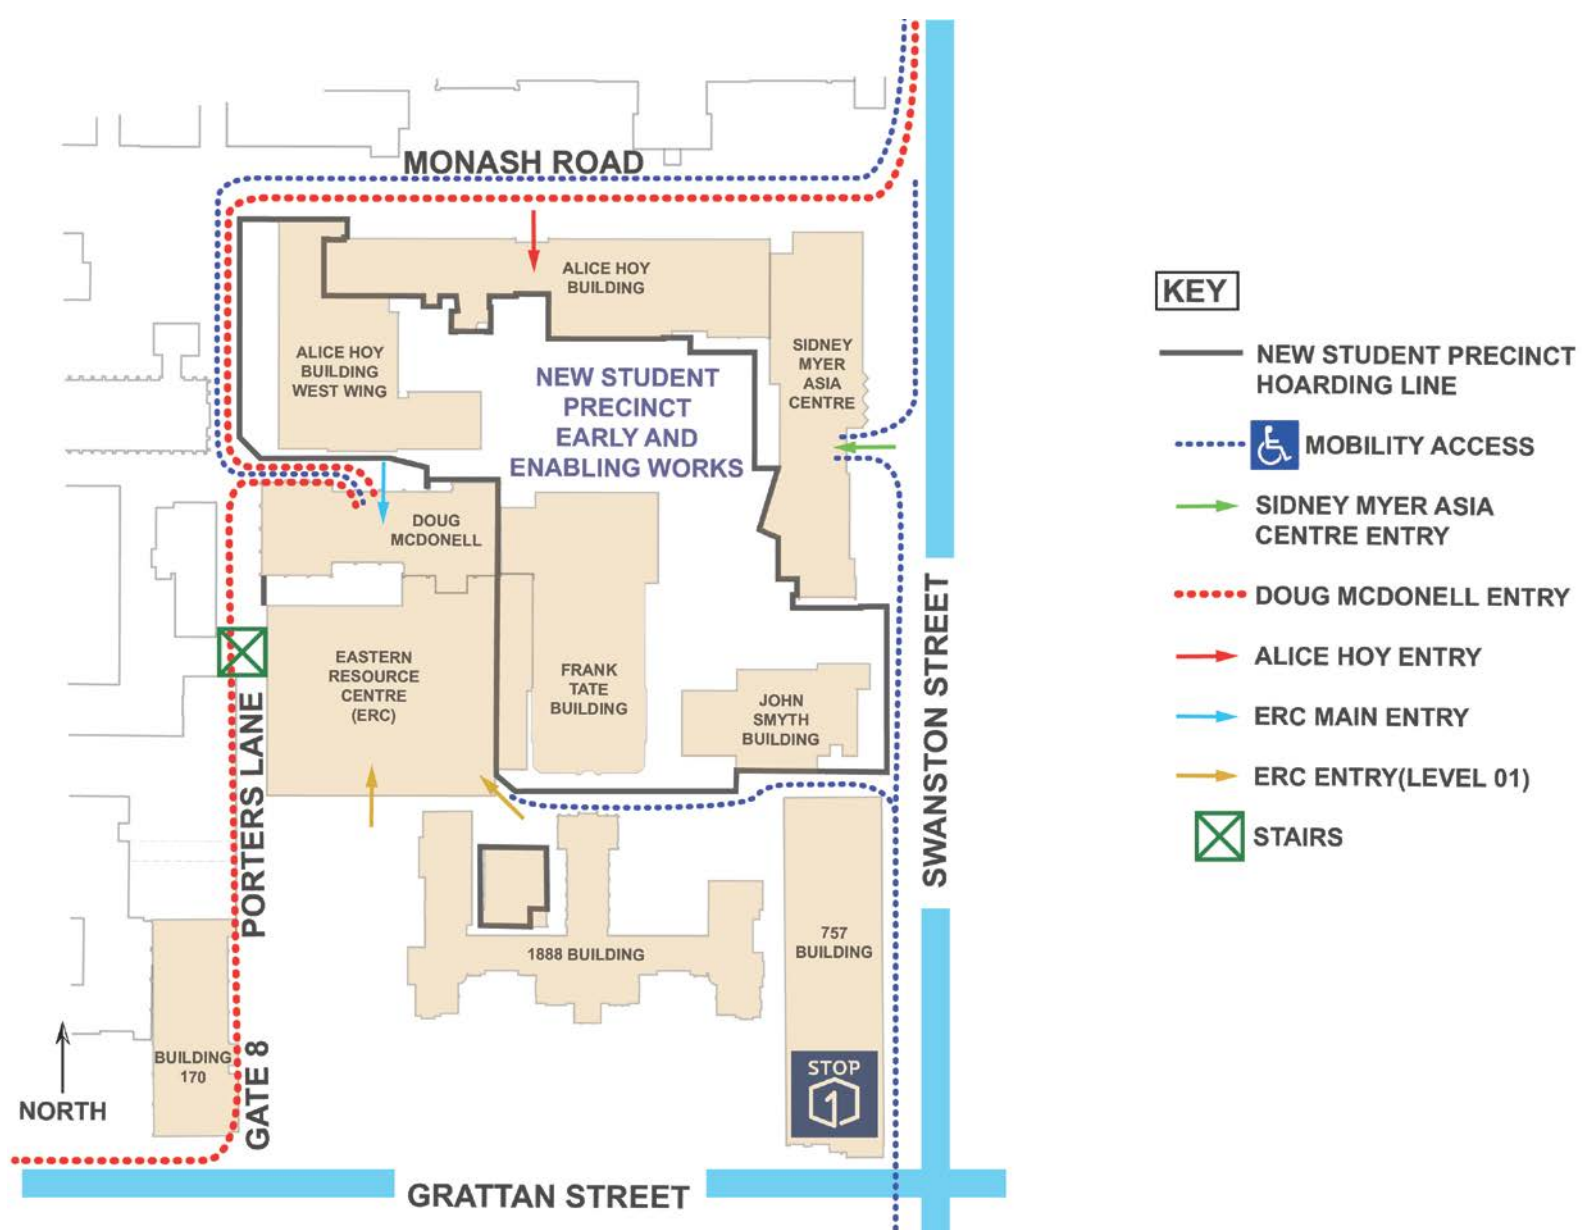 MONASH ROAD
ALICE HOY
BUILDING
ALICE HOY
BUILDING
WEST WING
SIDNEY
MYER
ASIA
CENTRE
NEW STUDENT
PRECINCT
EARLY AND
ENABLING WORKS
DOUG
MCDONELL
EASTERN
RESOURCE
CENTRE
(ERC)
FRANK
TATE
BUILDING
JOHN
SMYTH
BUILDING
SWANSTON STREET
PORTERS LANE
1888 BUILDING
757
BUILDING
BUILDING
170
GATE 8
STOP
1
NORTH
GRATTAN STREET
KEY
NEW STUDENT PRECINCT
HOARDING LINE
MOBILITY ACCESS
SIDNEY MYER ASIA
CENTRE ENTRY
DOUG MCDONELL ENTRY
ALICE HOY ENTRY
ERC MAIN ENTRY
ERC ENTRY(LEVEL 01)
STAIRS